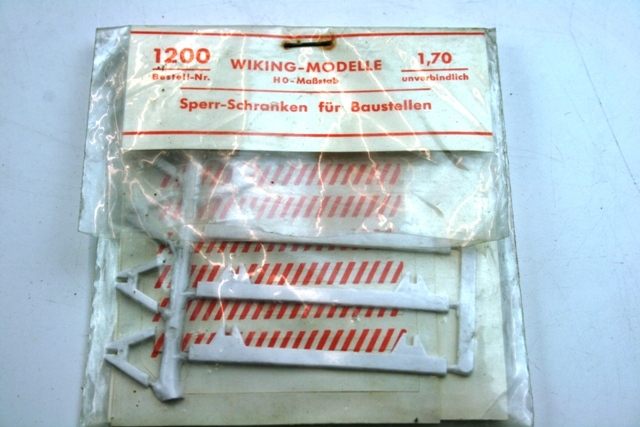 1200 WIKING-MODELLE 1,70
Bestell-Nr. H0-Maßstab unverbindlich
Sperr-Schranken für Baustellen